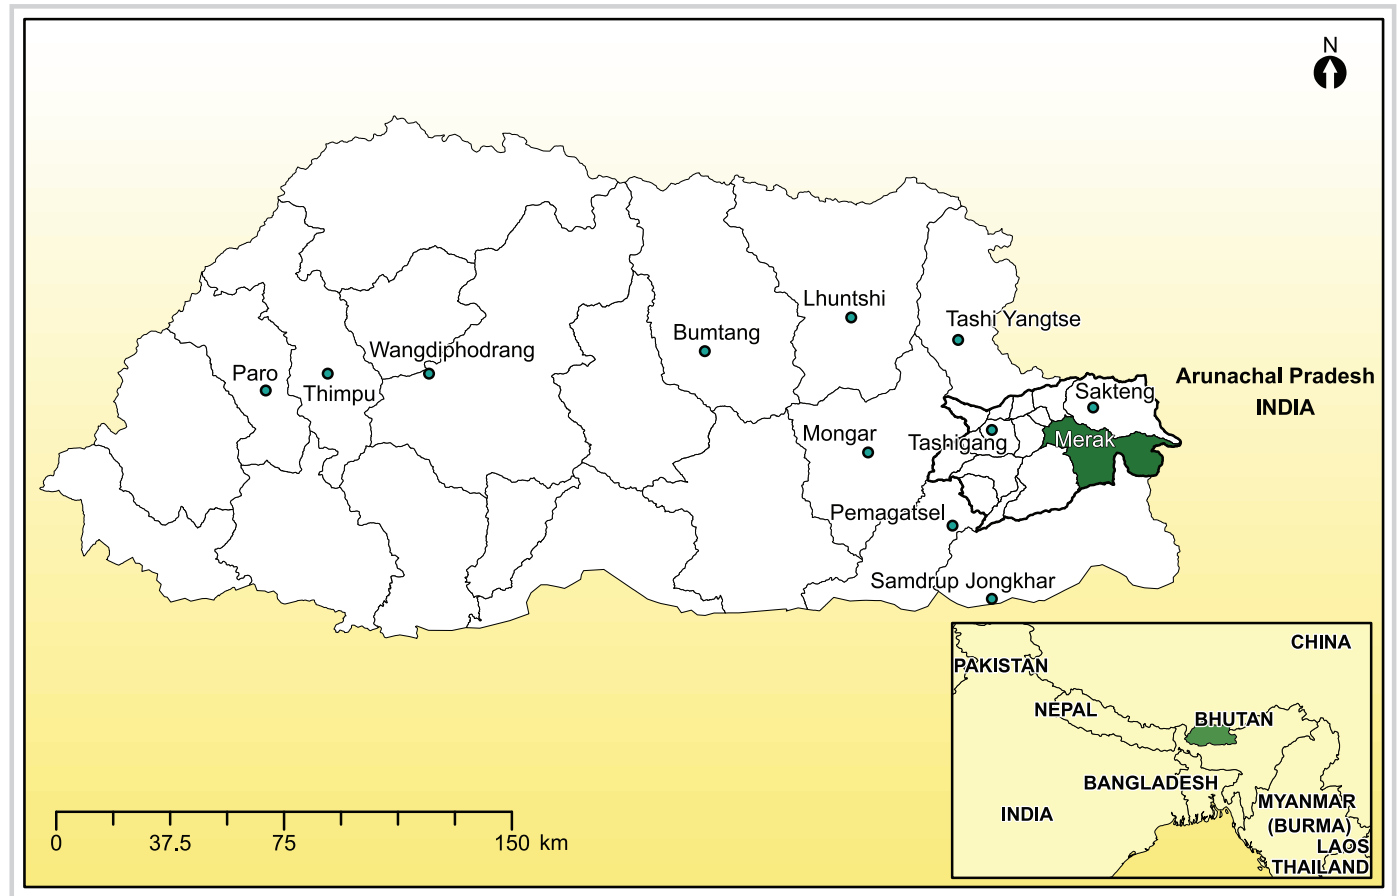 N
Lhuntshi
Tashi Yangtse
Bumtang
Wangdiphodrang
Paro
Thimpu
Arunachal Pradesh
INDIA
Sakteng
Mongar
Tashigang
Merak
Pemagatsel
Samdrup Jongkhar
CHINA
PAKISTAN
NEPAL
BHUTAN
BANGLADESH
INDIA
MYANMAR
(BURMA)
LAOS
THAILAND
0 37.5 75 150 km